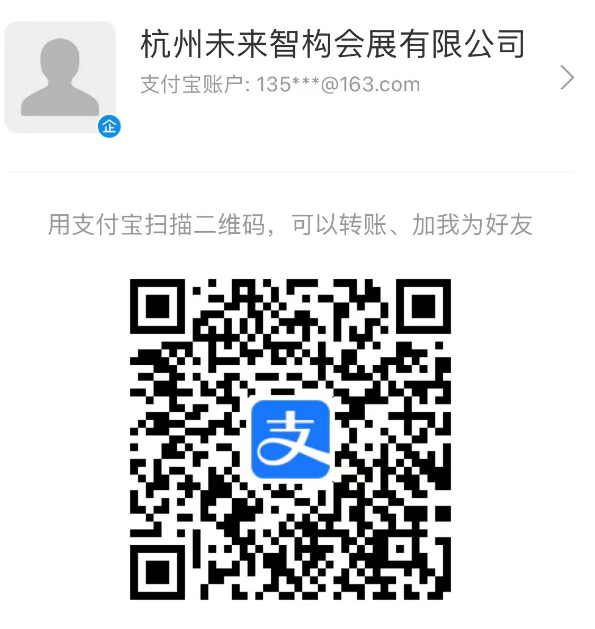 杭州未来智构会展有限公司
支付宝账户: 135***@163.com
企
用支付宝扫描二维码，可以转账、加我为好友
支